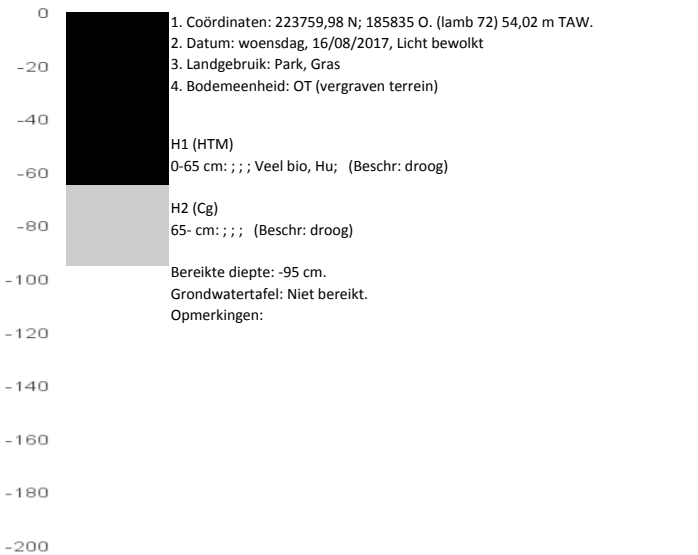 0
-20
-40
-60
-80
-100
-120
-140
-160
-180
-200
1. Coördinaten: 223759,98 N; 185835 O. (lamb 72) 54,02 m TAW.
2. Datum: woensdag, 16/08/2017, Licht bewolkt
3. Landgebruik: Park, Gras
4. Bodemeenheid: OT (vergraven terrein)
H1 (HTM)
0-65 cm: ; ; ; Veel bio, Hu; (Beschr: droog)
H2 (Cg)
65- cm: ; ; ; (Beschr: droog)
Bereikte diepte: -95 cm.
Grondwatertafel: Niet bereikt.
Opmerkingen: